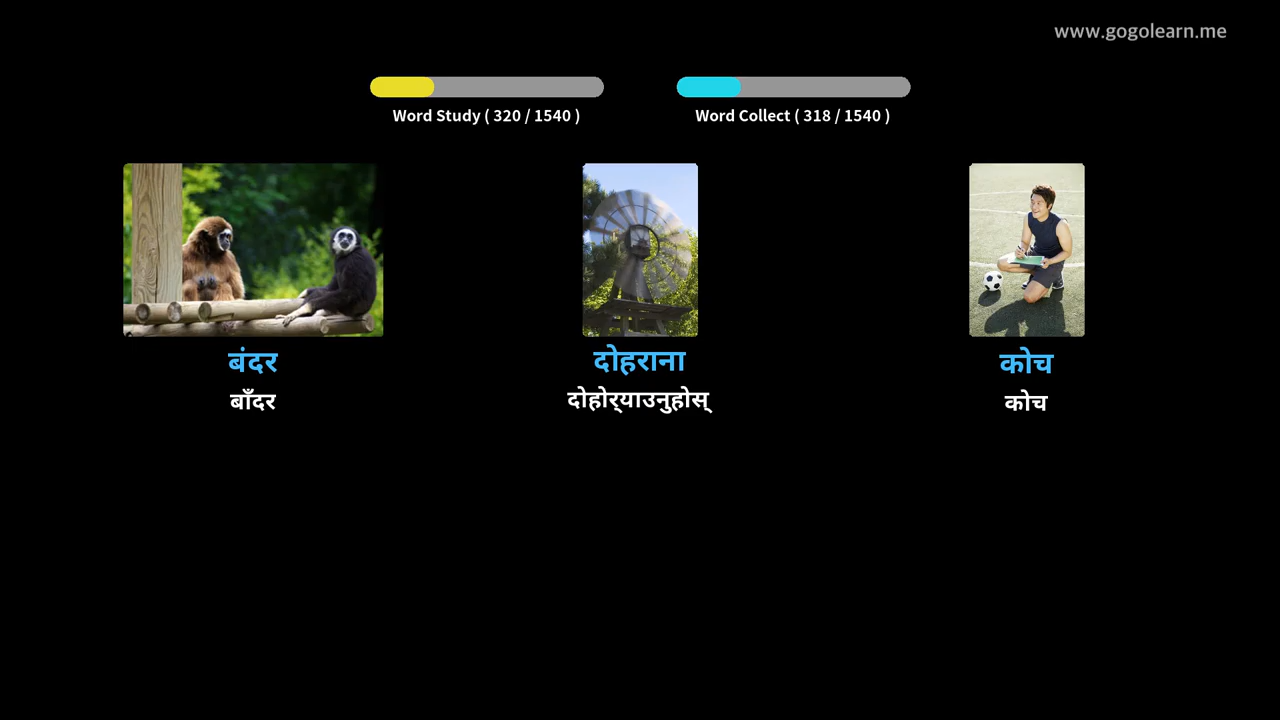 www.gogolearn.me
Word Study ( 320 / 1540 )
Word Collect ( 318 / 1540 )
बंदर
बाँदर
दोहराना
दोहोर्‍याउनुहोस्
कोच
कोच